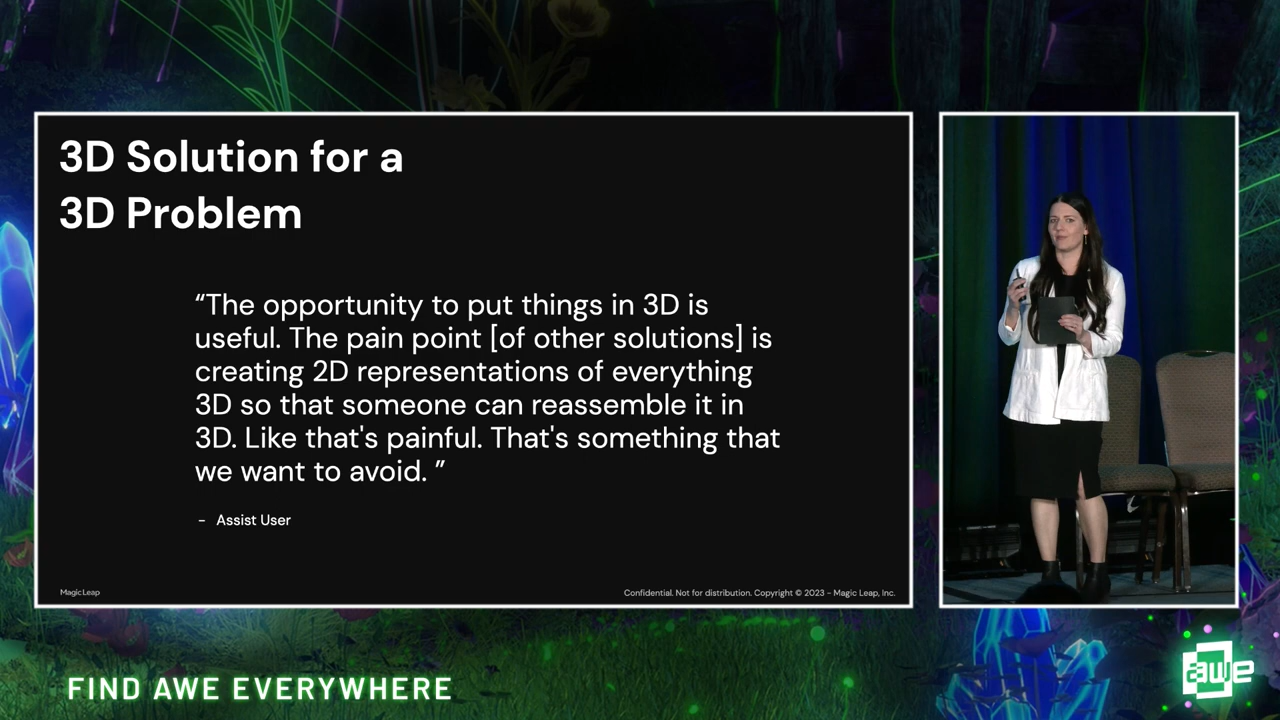 3D Solution for a
3D Problem
“The opportunity to put things in 3D is
useful. The pain point [of other solutions] is
creating 2D representations of everything
3D so that someone can reassemble it in
3D. Like that's painful. That's something that
we want to avoid. ”
- Assist User
Magic Leap
Confidential. Not for distribution. Copyright © 2023 - Magic Leap, Inc.
FIND AWE EVERYWHERE
awe